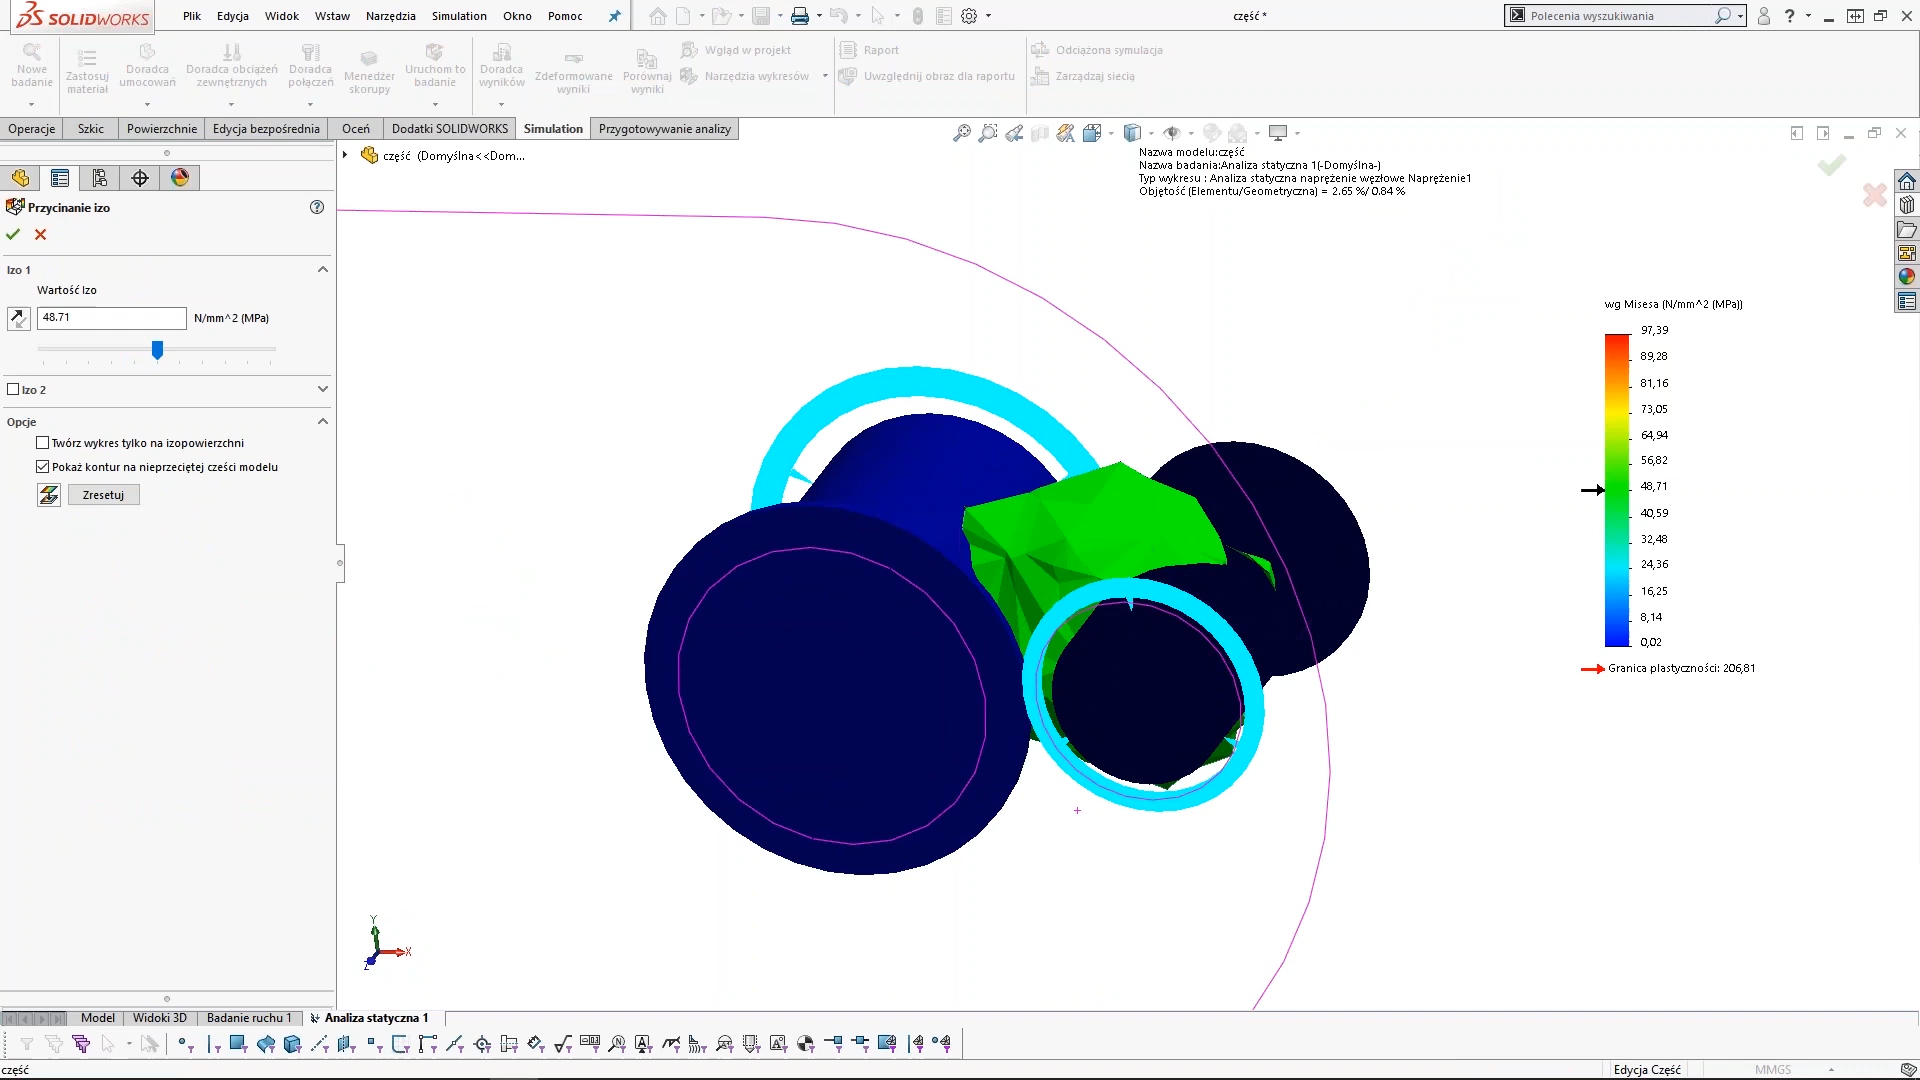 SOLIDWORKS
Plik Edycja Widok Wstaw Narzędzia Simulation Okno Pomoc
część *
Polecenia wyszukiwania
Nowe badanie
Zastosuj materiał
Doradca umocowań
Doradca obciążeń zewnętrznych
Doradca połączeń
Menedżer skorupy
Uruchom to badanie
Doradca wyników
Zdeformowane wyniki
Porównaj wyniki
Wgląd w projekt
Narzędzia wykresów
Raport
Uwzględnij obraz dla raportu
Odciążona symulacja
Zarządzaj siecią
Operacje Szkic Powierzchnie Edycja bezpośrednia Oceń Dodatki SOLIDWORKS Simulation Przygotowywanie analizy
część (Domyślna<<Dom...
Nazwa modelu:część
Nazwa badania:Analiza statyczna 1(-Domyślna-)
Typ wykresu : Analiza statyczna naprężenie węzłowe Naprężenie1
Objętość (Elementu/Geometryczna) = 2.65 %/ 0.84 %
Przycinanie izo
Izo 1
Wartość Izo
48.71 N/mm^2 (MPa)
Izo 2
Opcje
Twórz wykres tylko na izopowierzchni
Pokaż kontur na nieprzeciętej cześci modelu
Zresetuj
wg Misesa (N/mm^2 (MPa))
97,39
89,28
81,16
73,05
64,94
56,82
48,71
40,59
32,48
24,36
16,25
8,14
0,02
Granica plastyczności: 206,81
Y
X
Z
Model Widoki 3D Badanie ruchu 1 Analiza statyczna 1
część
Edycja Część
MMGS